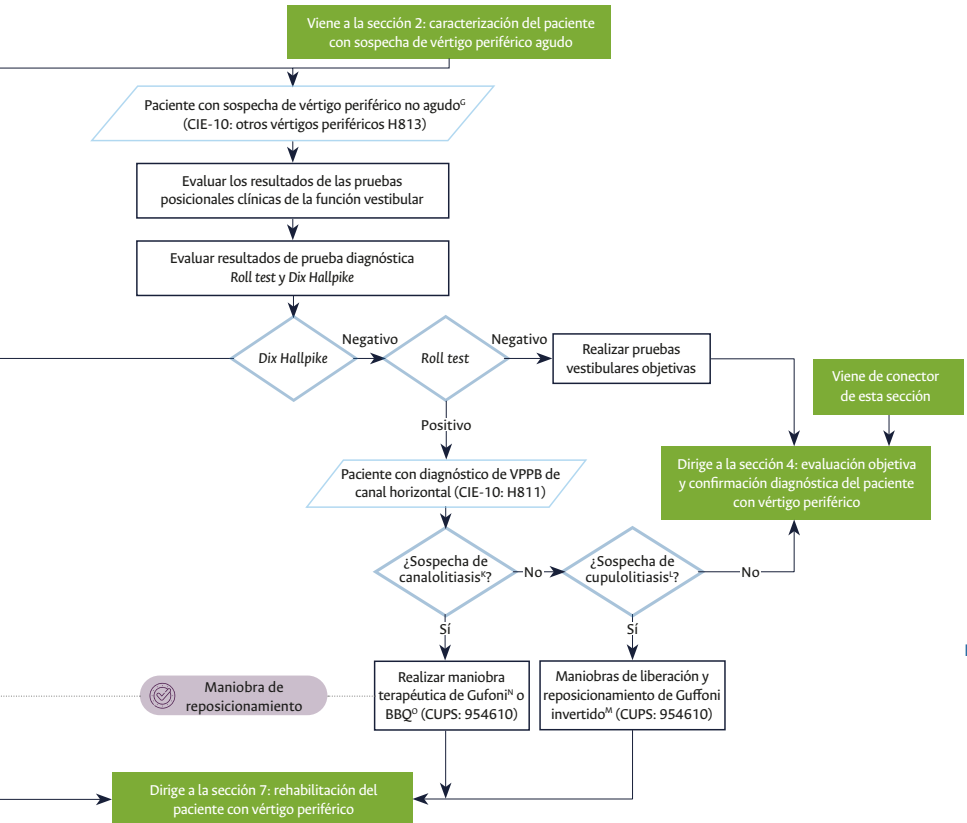 Viene a la sección 2: caracterización del paciente
con sospecha de vértigo periférico agudo
Paciente con sospecha de vértigo periférico no agudoᴳ
(CIE-10: otros vértigos periféricos H813)
Evaluar los resultados de las pruebas
posicionales clínicas de la función vestibular
Evaluar resultados de prueba diagnóstica
Roll test y Dix Hallpike
Dix Hallpike
Negativo
Roll test
Negativo
Realizar pruebas
vestibulares objetivas
Viene de conector
de esta sección
Positivo
Dirige a la sección 4: evaluación objetiva
y confirmación diagnóstica del paciente
con vértigo periférico
Paciente con diagnóstico de VPPB de
canal horizontal (CIE-10: H811)
¿Sospecha de
canalolitiasisᴷ?
No
¿Sospecha de
cupulolitiasisᴸ?
No
Sí
Sí
Maniobra de
reposicionamiento
Realizar maniobra
terapéutica de Gufoniᴺ o
BBQᴼ (CUPS: 954610)
Maniobras de liberación y
reposicionamiento de Guffoni
invertidoᴹ (CUPS: 954610)
Dirige a la sección 7: rehabilitación del
paciente con vértigo periférico